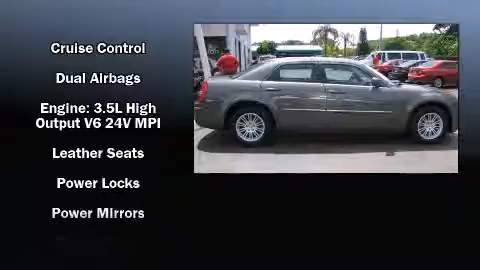 Cruise Control
Dual Airbags
Engine: 3.5L High
Output V6 24V MPI
Leather Seats
Power Locks
Power Mirrors